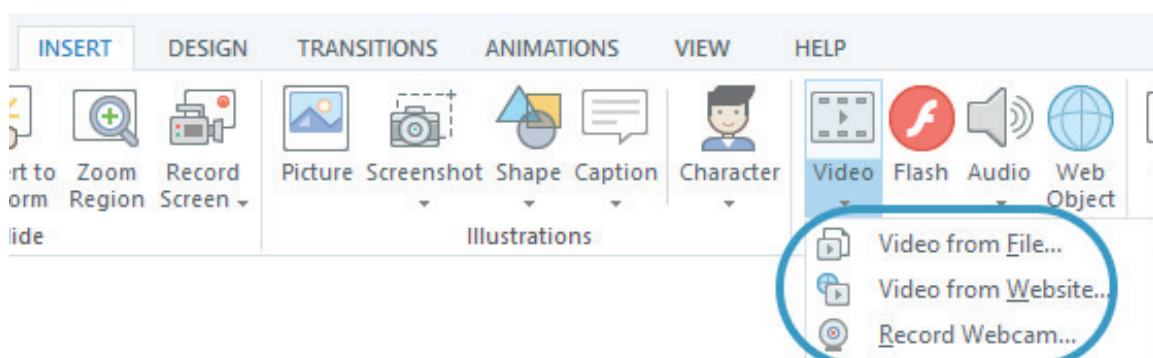 INSERT DESIGN TRANSITIONS ANIMATIONS VIEW HELP
rt to Zoom Record Picture Screenshot Shape Caption Character Video Flash Audio Web
orm Region Screen Object
lide Illustrations
Video from File...
Video from Website...
Record Webcam...